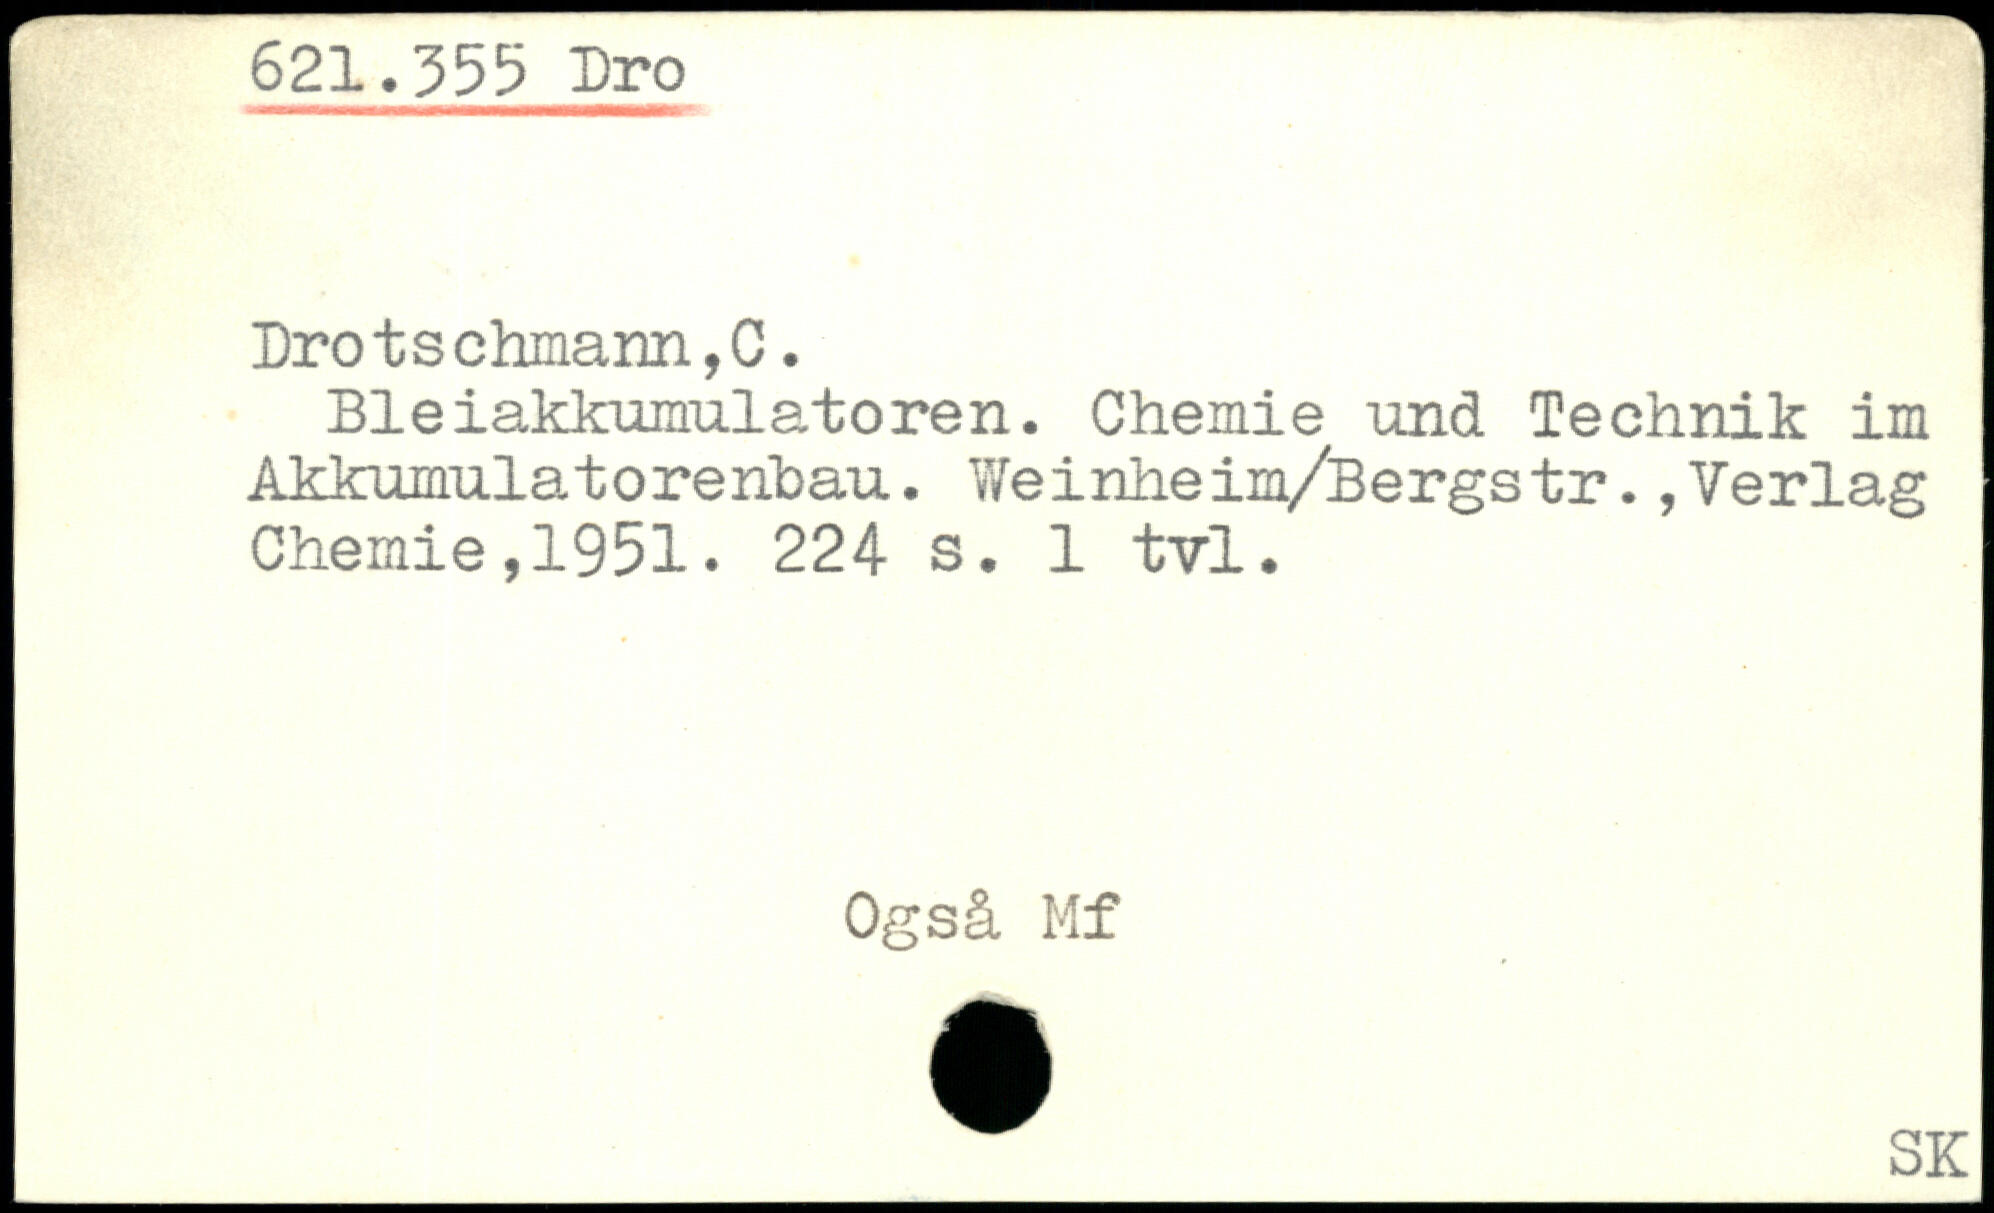 621.355 Dro
Drotschmann,C.
Bleiakkumulatoren. Chemie und Technik im
Akkumulatorenbau. Weinheim/Bergstr.,Verlag
Chemie,1951. 224 s. 1 tvl.
Også Mf
SK